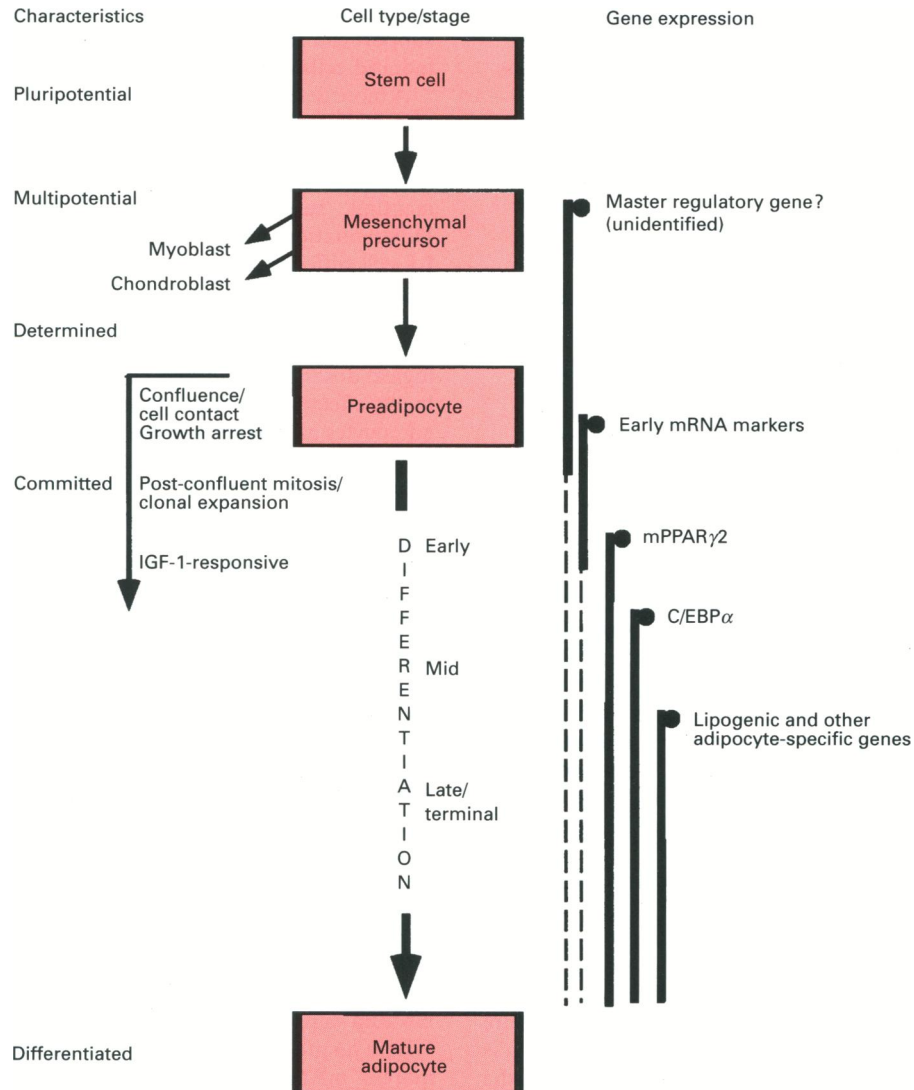 Characteristics
Cell type/stage
Gene expression
Stem cell
Pluripotential
Multipotential
Mesenchymal
precursor
Master regulatory gene?
(unidentified)
Myoblast
Chondroblast
Determined
Preadipocyte
Confluence/
cell contact
Growth arrest
Early mRNA markers
Committed
Post-confluent mitosis/
clonal expansion
mPPARγ2
IGF-1-responsive
DIFFERENTIATION
Early
C/EBPα
Mid
Lipogenic and other
adipocyte-specific genes
Late/
terminal
Differentiated
Mature
adipocyte